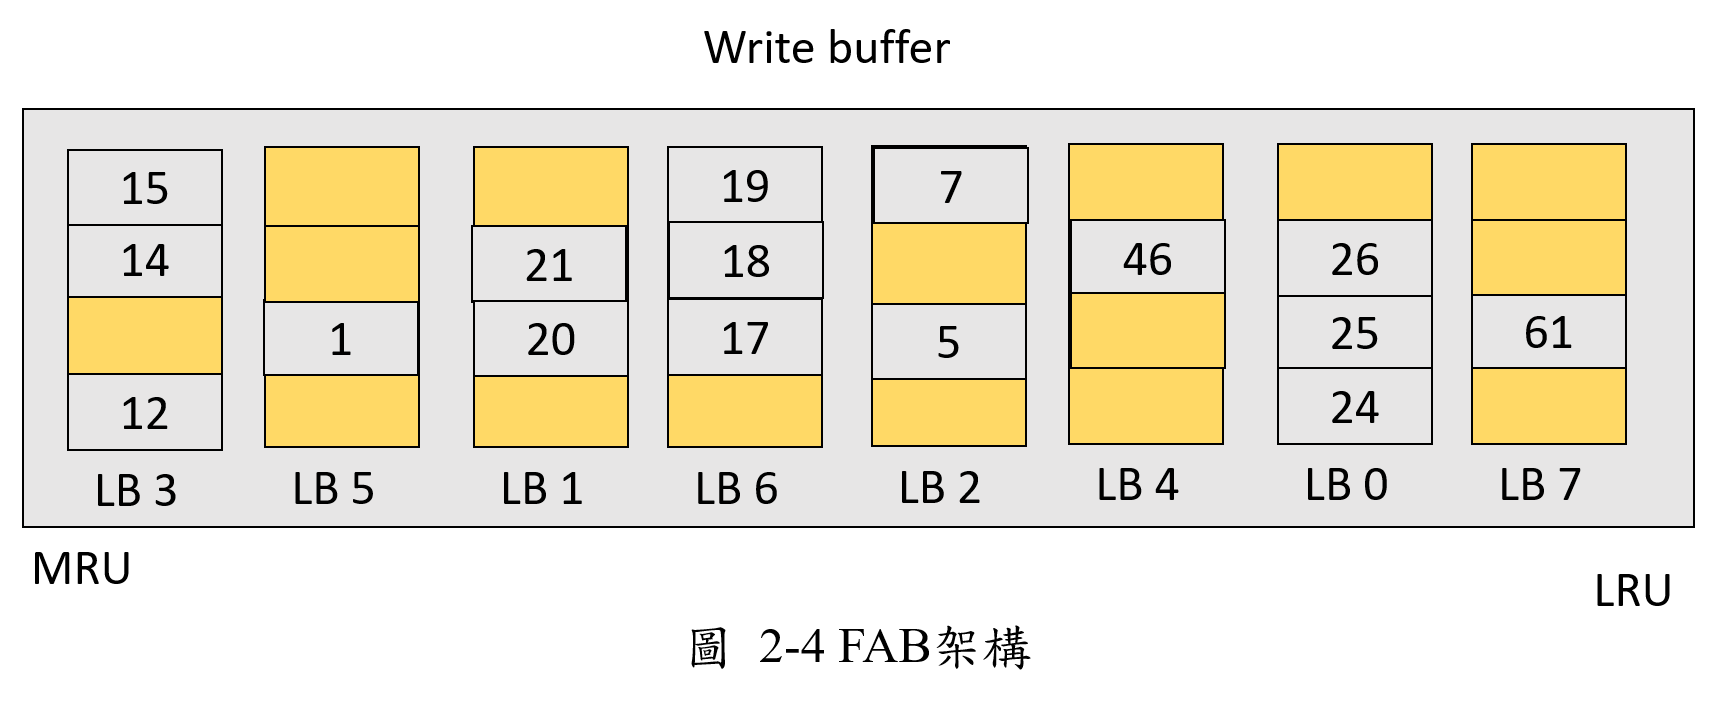 Write buffer
15 19 7
14 21 18 46 26
1 20 17 5 25 61
12 24
LB 3 LB 5 LB 1 LB 6 LB 2 LB 4 LB 0 LB 7
MRU LRU
圖 2-4 FAB架構